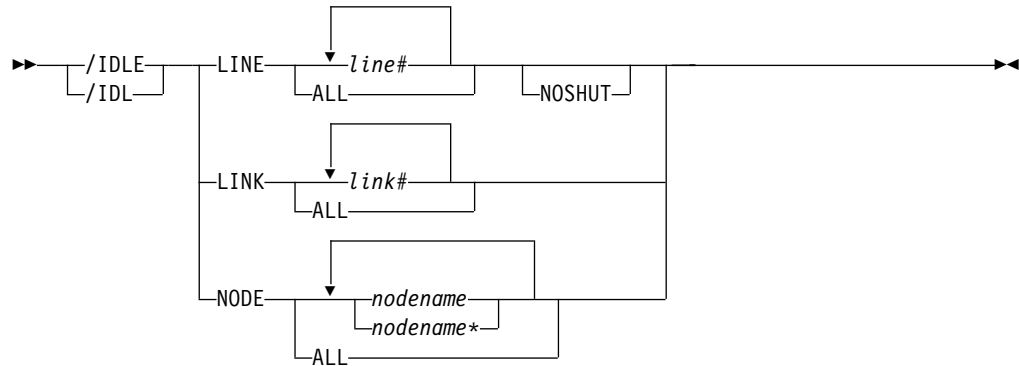 /IDLE LINE line#
/IDL ALL NOSHUT
LINK link#
ALL
NODE nodename
nodename*
ALL